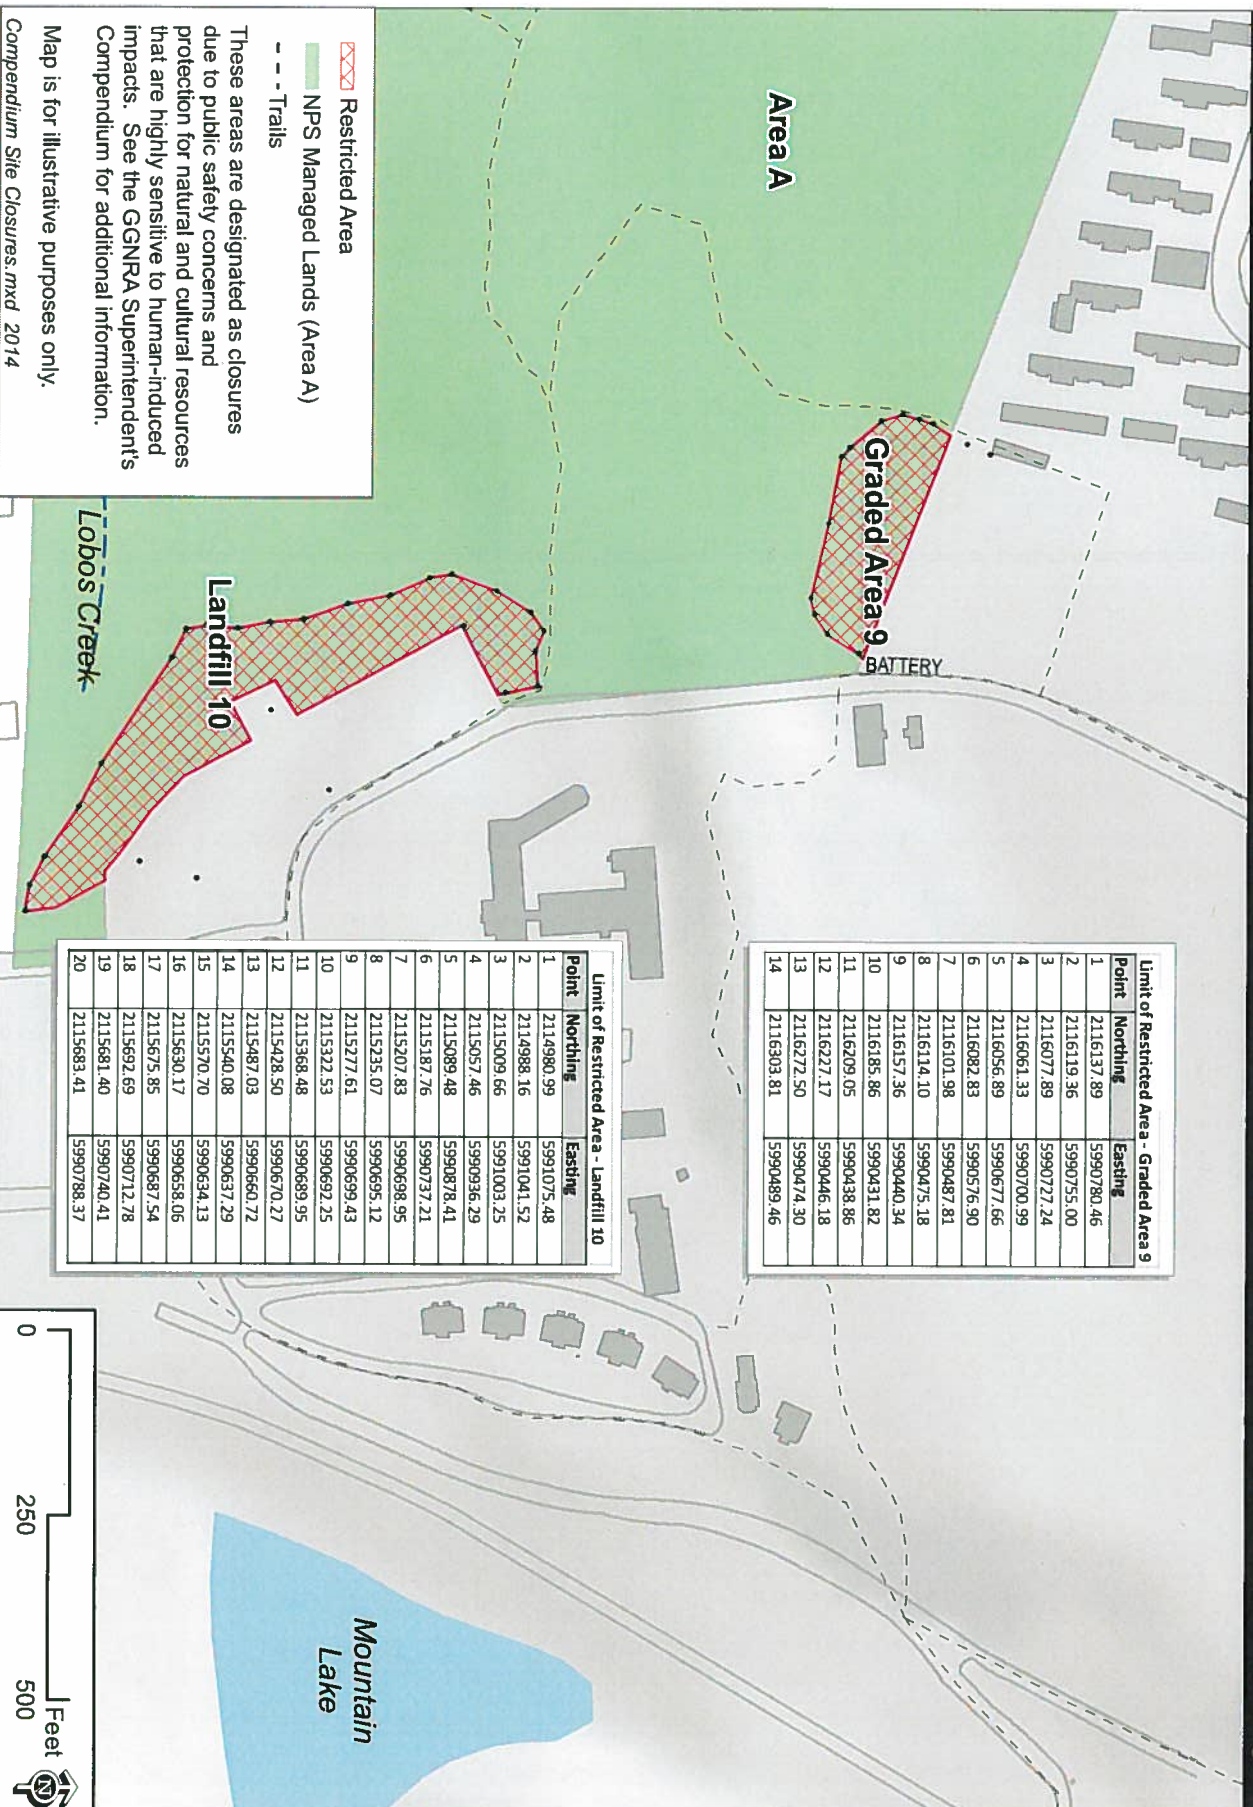 Area A
Graded Area 9
BATTERY
Landfill 10
Lobos Creek
Mountain
Lake
Restricted Area
NPS Managed Lands (Area A)
Trails
These areas are designated as closures
due to public safety concerns and
protection for natural and cultural resources
that are highly sensitive to human-induced
impacts. See the GGNRA Superintendent's
Compendium for additional information.
Map is for illustrative purposes only.
Compendium Site Closures.mxd 2014
Limit of Restricted Area - Graded Area 9
Point Northing Easting
1 2116137.89 5990780.46
2 2116119.36 5990755.00
3 2116077.89 5990727.24
4 2116061.33 5990700.99
5 2116056.89 5990677.66
6 2116082.83 5990576.90
7 2116101.98 5990487.81
8 2116114.10 5990475.18
9 2116157.36 5990440.34
10 2116185.86 5990431.82
11 2116209.05 5990438.86
12 2116227.17 5990446.18
13 2116272.50 5990474.30
14 2116303.81 5990489.46
Limit of Restricted Area - Landfill 10
Point Northing Easting
1 2114980.99 5991075.48
2 2114988.16 5991041.52
3 2115009.66 5991003.25
4 2115057.46 5990936.29
5 2115089.48 5990878.41
6 2115187.76 5990737.21
7 2115207.83 5990698.95
8 2115235.07 5990695.12
9 2115277.61 5990699.43
10 2115322.53 5990692.25
11 2115368.48 5990689.95
12 2115428.50 5990670.27
13 2115487.03 5990660.72
14 2115540.08 5990637.29
15 2115570.70 5990634.13
16 2115630.17 5990658.06
17 2115675.85 5990687.54
18 2115692.69 5990712.78
19 2115681.40 5990740.41
20 2115683.41 5990788.37
0 250 500
Feet
N